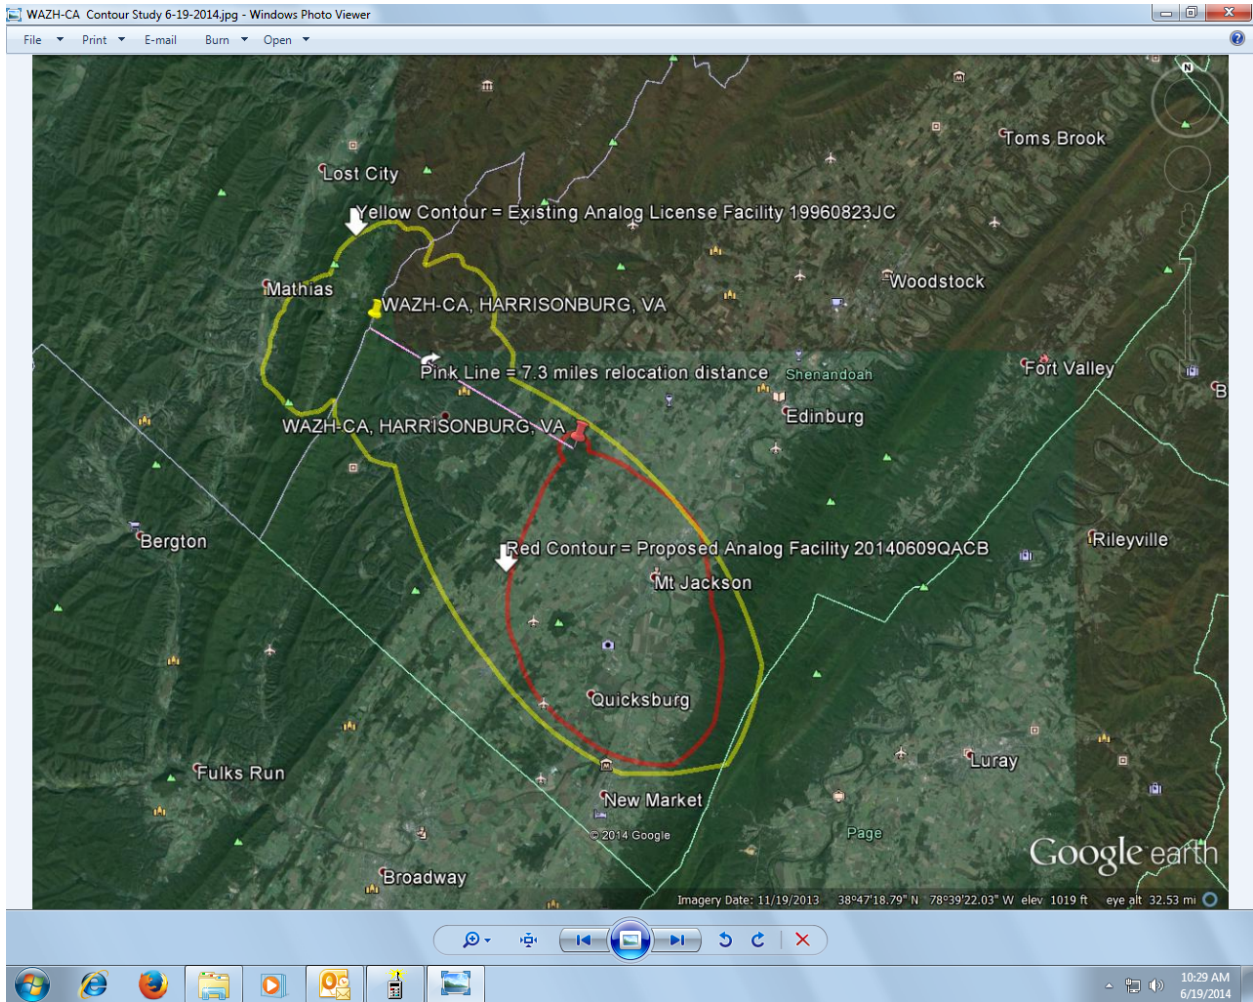 WAZH-CA Contour Study 6-19-2014.jpg - Windows Photo Viewer
File Print E-mail Burn Open
N
Toms Brook
Lost City
Yellow Contour = Existing Analog License Facility 19960823JC
Woodstock
Mathias
WAZH-CA, HARRISONBURG, VA
Pink Line = 7.3 miles relocation distance
Shenandoah
Fort Valley
B
Edinburg
WAZH-CA, HARRISONBURG, VA
Bergton
Red Contour = Proposed Analog Facility 20140609QACB
Rileyville
Mt Jackson
Quicksburg
Luray
Fulks Run
New Market
© 2014 Google
Page
Google earth
Broadway
Imagery Date: 11/19/2013 38°47'18.79" N 78°39'22.03" W elev 1019 ft eye alt 32.53 mi
10:29 AM
6/19/2014